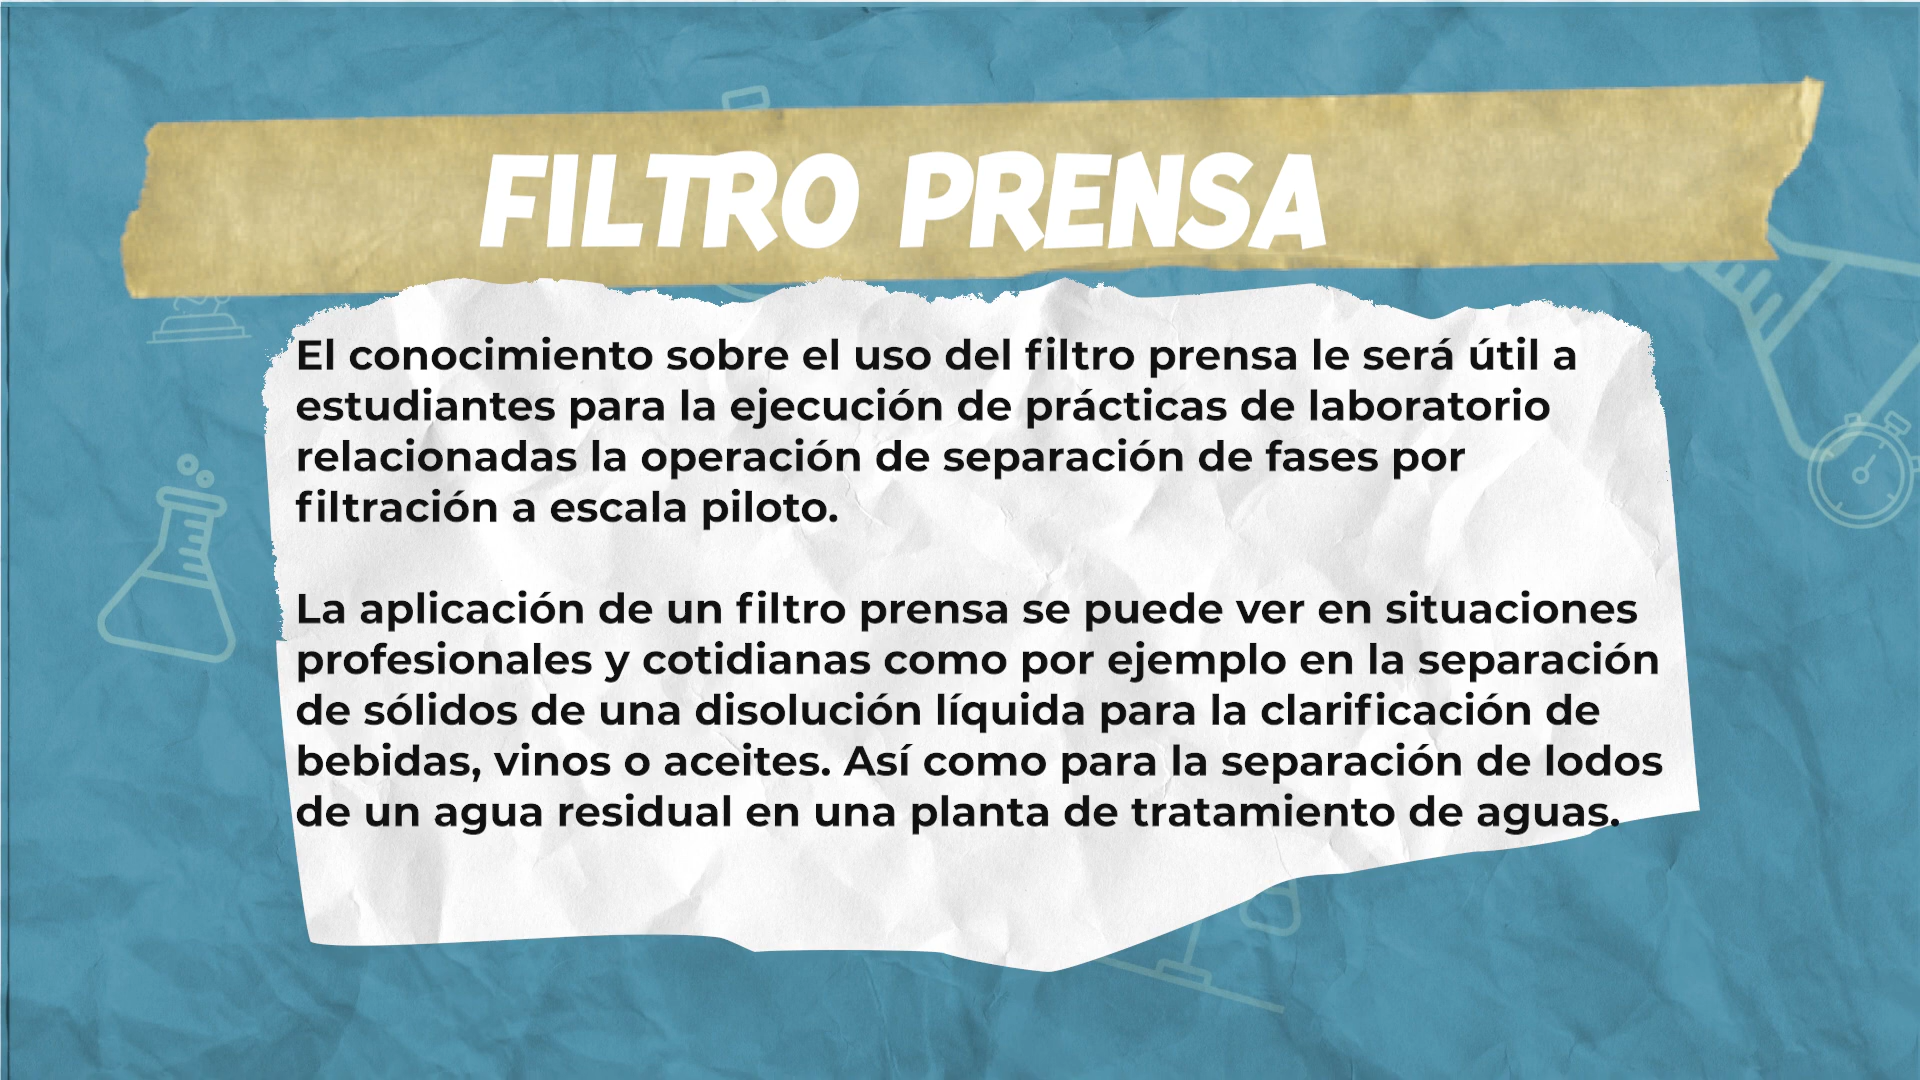 FILTRO PRENSA
El conocimiento sobre el uso del filtro prensa le será útil a
estudiantes para la ejecución de prácticas de laboratorio
relacionadas la operación de separación de fases por
filtración a escala piloto.
La aplicación de un filtro prensa se puede ver en situaciones
profesionales y cotidianas como por ejemplo en la separación
de sólidos de una disolución líquida para la clarificación de
bebidas, vinos o aceites. Así como para la separación de lodos
de un agua residual en una planta de tratamiento de aguas.